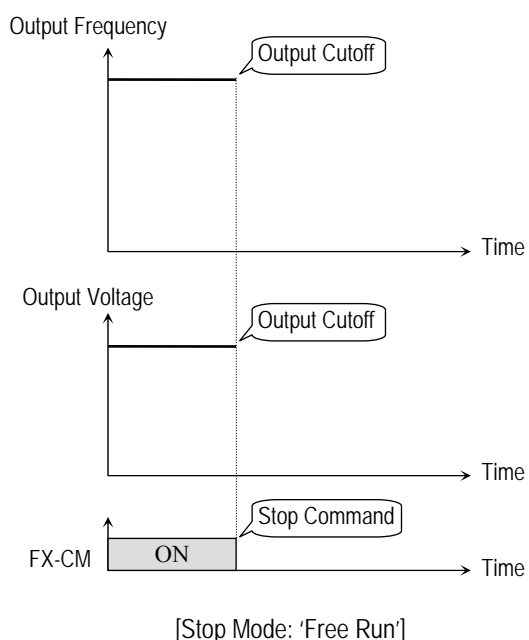 Output Frequency
Output Cutoff
Time
Output Voltage
Output Cutoff
Time
Stop Command
FX-CM
ON
Time
[Stop Mode: ‘Free Run’]